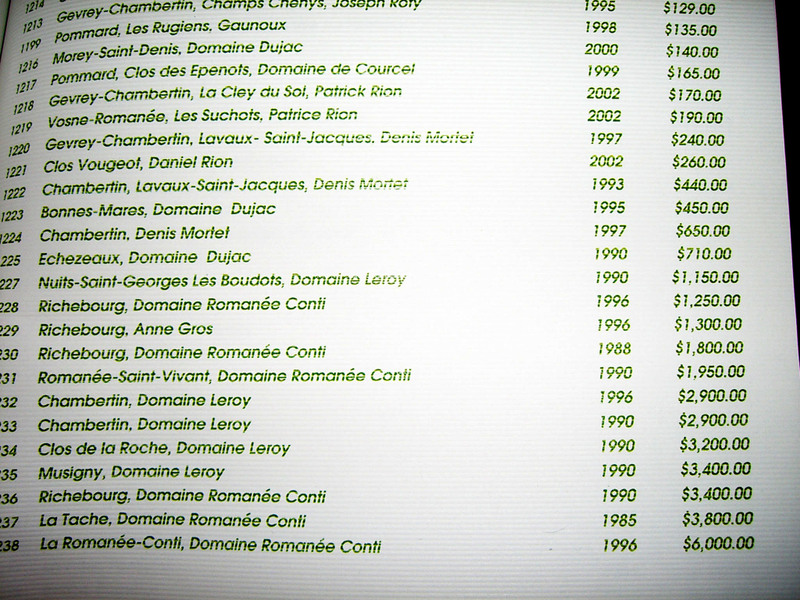 1214
1213 Gevrey-Chambertin, Champs Chenys, Joseph Roty 1995 $129.00
1199 Pommard, Les Rugiens, Gaunoux 1998 $135.00
1216 Morey-Saint-Denis, Domaine Dujac 2000 $140.00
1217 Pommard, Clos des Epenots, Domaine de Courcel 1999 $165.00
1218 Gevrey-Chambertin, La Cley du Sol, Patrick Rion 2002 $170.00
1219 Vosne-Romanée, Les Suchots, Patrice Rion 2002 $190.00
1220 Gevrey-Chambertin, Lavaux- Saint-Jacques. Denis Mortet 1997 $240.00
1221 Clos Vougeot, Daniel Rion 2002 $260.00
1222 Chambertin, Lavaux-Saint-Jacques, Denis Mortet 1993 $440.00
1223 Bonnes-Mares, Domaine Dujac 1995 $450.00
1224 Chambertin, Denis Mortet 1997 $650.00
225 Echezeaux, Domaine Dujac 1990 $710.00
227 Nuits-Saint-Georges Les Boudots, Domaine Leroy 1990 $1,150.00
228 Richebourg, Domaine Romanée Conti 1996 $1,250.00
229 Richebourg, Anne Gros 1996 $1,300.00
230 Richebourg, Domaine Romanée Conti 1988 $1,800.00
231 Romanée-Saint-Vivant, Domaine Romanée Conti 1990 $1,950.00
232 Chambertin, Domaine Leroy 1996 $2,900.00
233 Chambertin, Domaine Leroy 1990 $2,900.00
234 Clos de la Roche, Domaine Leroy 1990 $3,200.00
235 Musigny, Domaine Leroy 1990 $3,400.00
236 Richebourg, Domaine Romanée Conti 1990 $3,400.00
237 La Tache, Domaine Romanée Conti 1985 $3,800.00
238 La Romanée-Conti, Domaine Romanée Conti 1996 $6,000.00